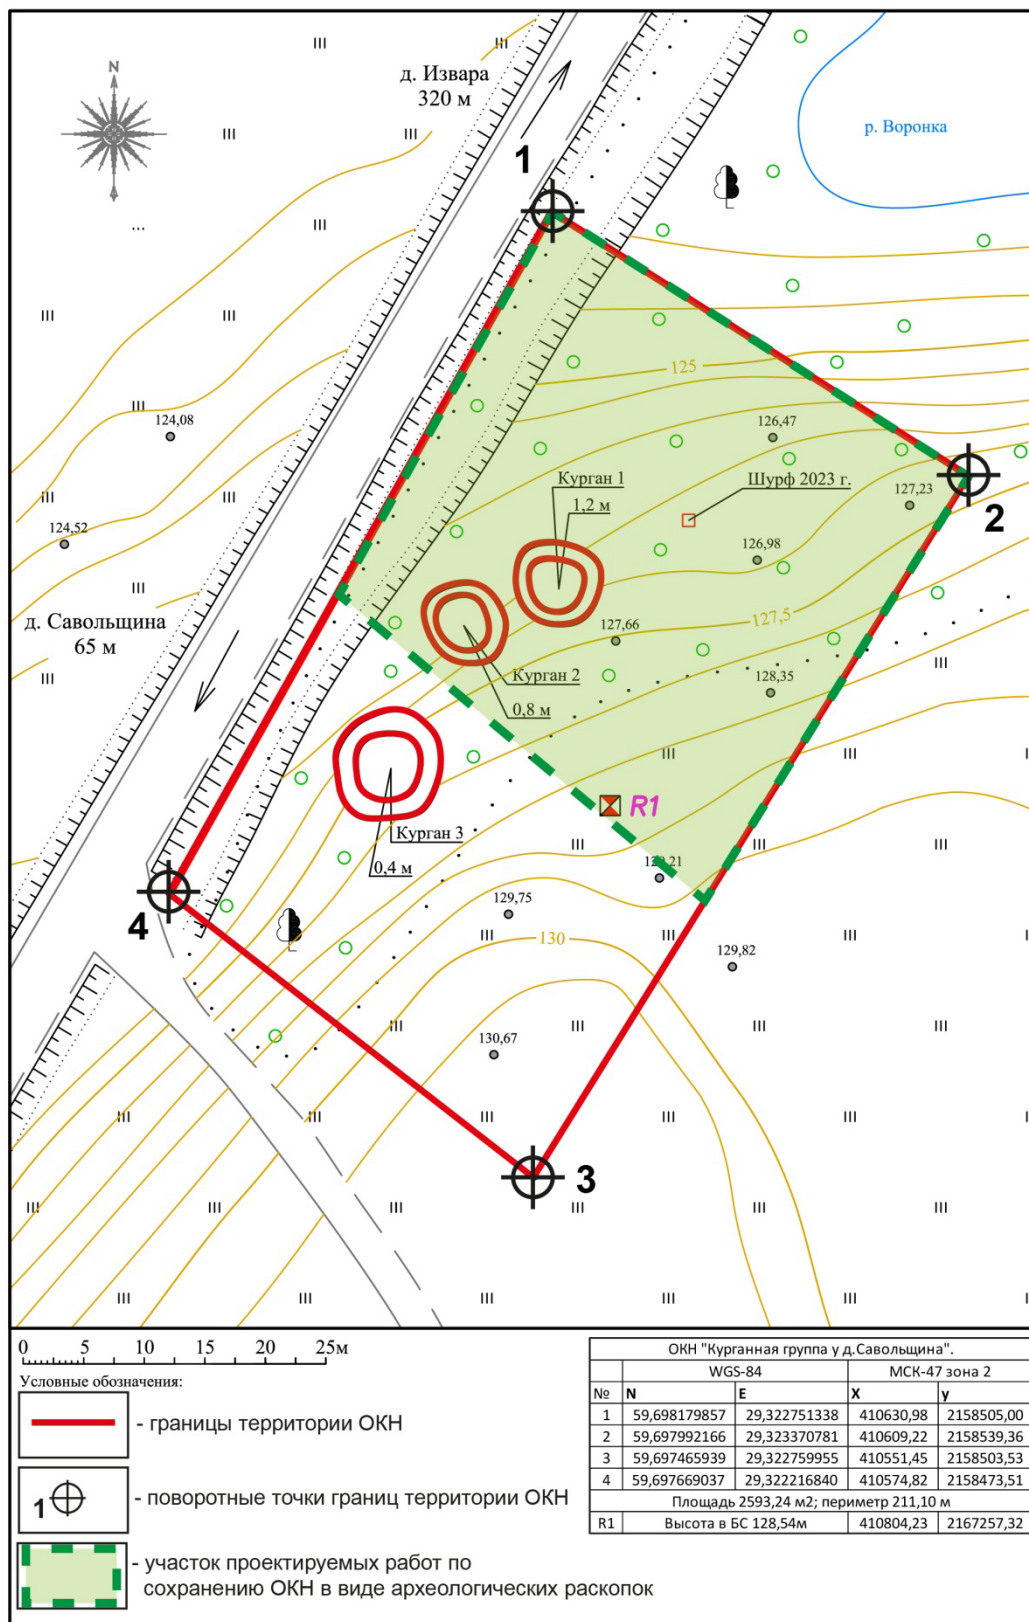 N
д. Извара
320 м
р. Воронка
1
125
124,08
126,47
Курган 1
1,2 м
Шурф 2023 г.
127,23
2
124,52
126,98
д. Савольщина
65 м
127,5
127,66
Курган 2
128,35
0,8 м
R1
Курган 3
0,4 м
4
129,75
130
129,82
130,67
3
0 5 10 15 20 25м
Условные обозначения:
- границы территории ОКН
1
- поворотные точки границ территории ОКН
- участок проектируемых работ по
сохранению ОКН в виде археологических раскопок
ОКН "Курганная группа у д.Савольщина".
WGS-84 МСК-47 зона 2
№ N E X y
1 59,698179857 29,322751338 410630,98 2158505,00
2 59,697992166 29,323370781 410609,22 2158539,36
3 59,697465939 29,322759955 410551,45 2158503,53
4 59,697669037 29,322216840 410574,82 2158473,51
Площадь 2593,24 м2; периметр 211,10 м
R1 Высота в БС 128,54м 410804,23 2167257,32